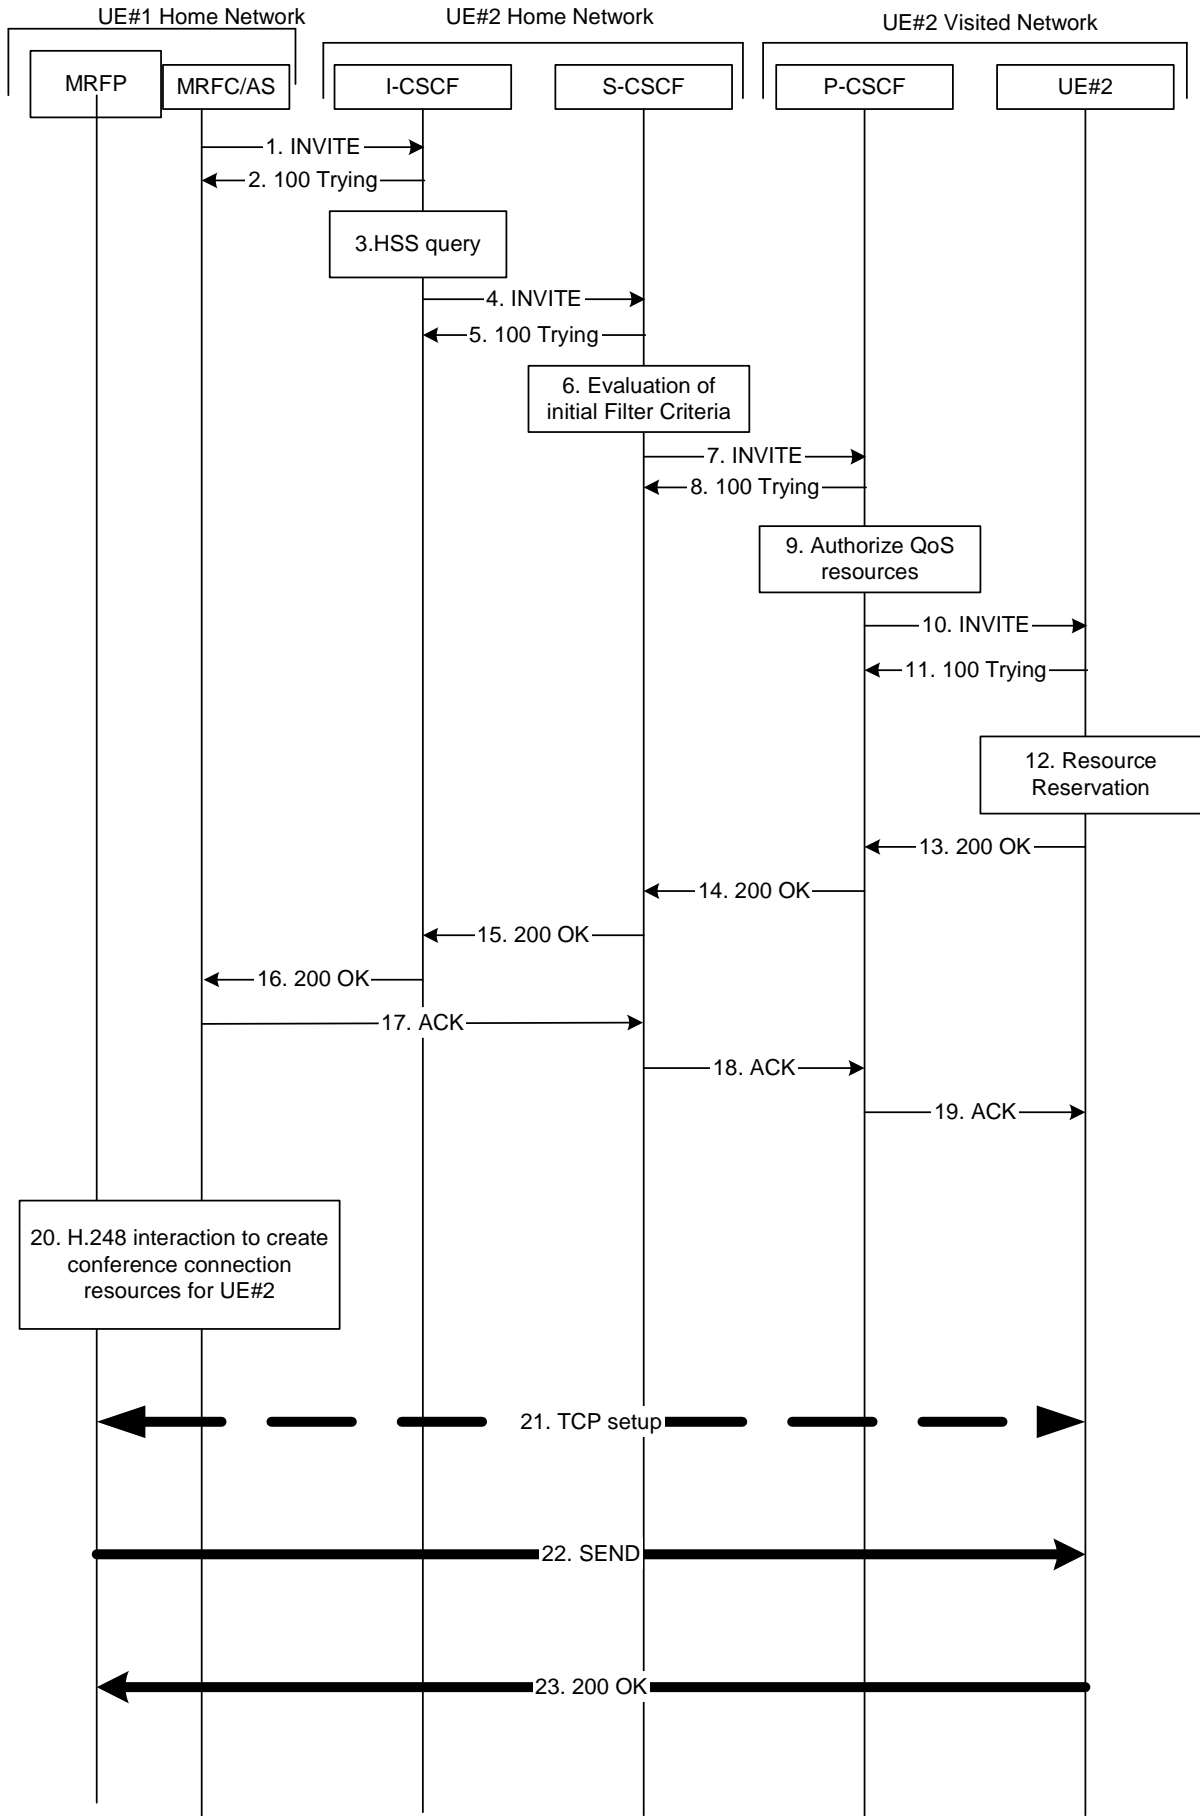 UE#1 Home Network
UE#2 Home Network
UE#2 Visited Network
MRFP
MRFC/AS
I-CSCF
S-CSCF
P-CSCF
UE#2
1. INVITE
2. 100 Trying
3.HSS query
4. INVITE
5. 100 Trying
6. Evaluation of
initial Filter Criteria
7. INVITE
8. 100 Trying
9. Authorize QoS
resources
10. INVITE
11. 100 Trying
12. Resource
Reservation
13. 200 OK
14. 200 OK
15. 200 OK
16. 200 OK
17. ACK
18. ACK
19. ACK
20. H.248 interaction to create
conference connection
resources for UE#2
21. TCP setup
22. SEND
23. 200 OK